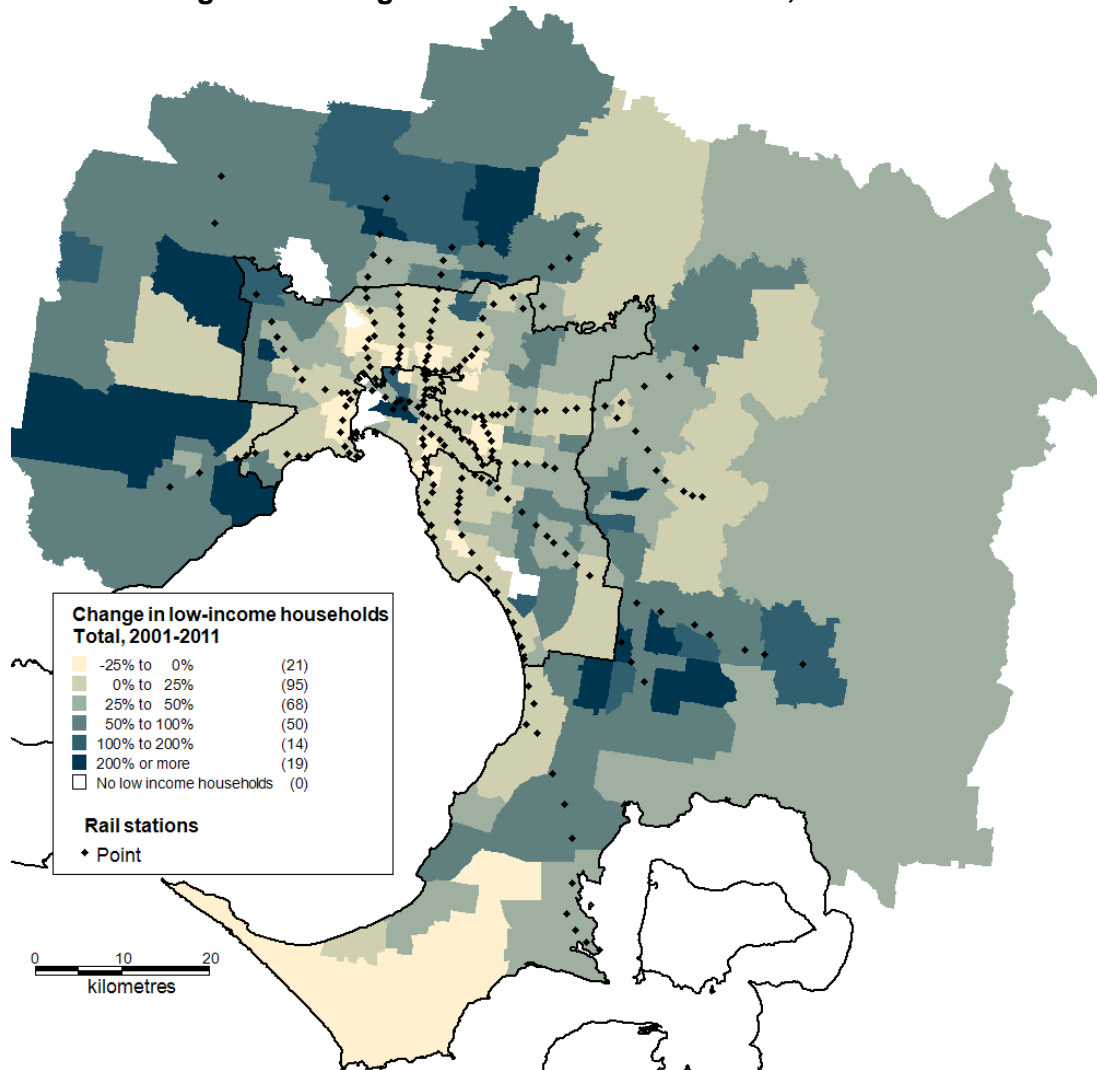 Change in low-income households
Total, 2001-2011
-25% to 0% (21)
0% to 25% (95)
25% to 50% (68)
50% to 100% (50)
100% to 200% (14)
200% or more (19)
No low income households (0)
Rail stations
Point
0 10 20
kilometres